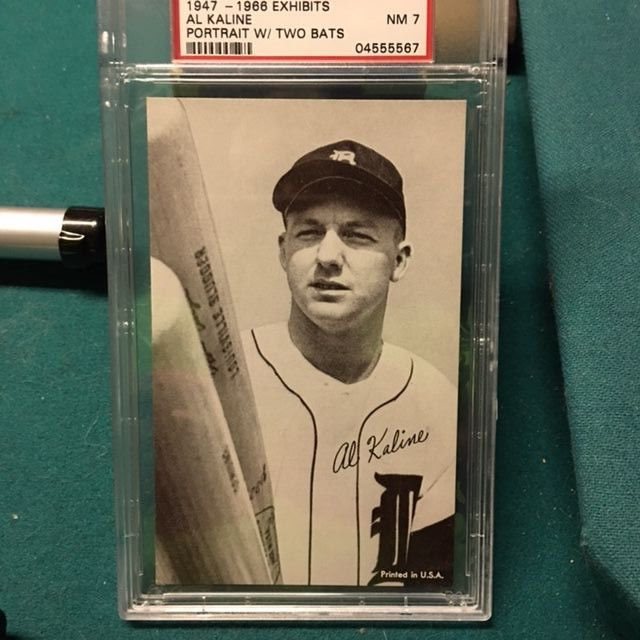 1947 - 1966 EXHIBITS
AL KALINE NM 7
PORTRAIT W/ TWO BATS 04555567
LOUISVILLE SLUGGER
Al Kaline
D
Printed in U.S.A.